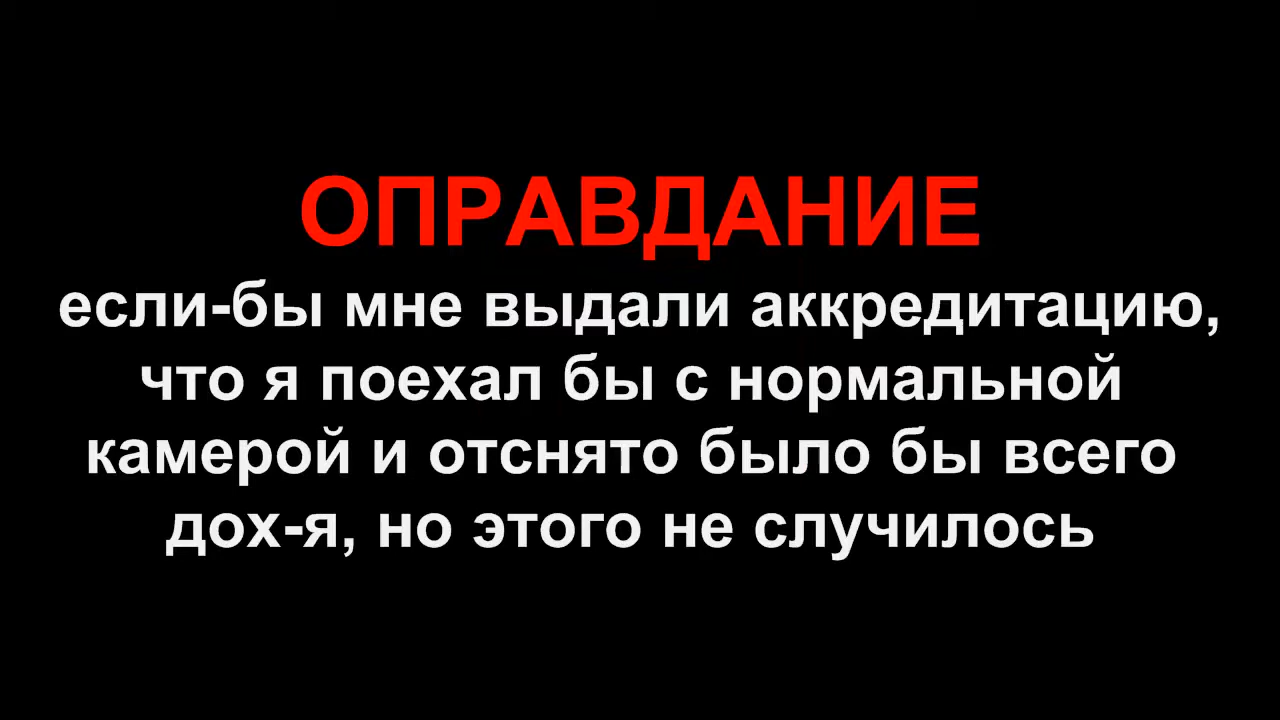 ОПРАВДАНИЕ
если-бы мне выдали аккредитацию,
что я поехал бы с нормальной
камерой и отснято было бы всего
дох-я, но этого не случилось